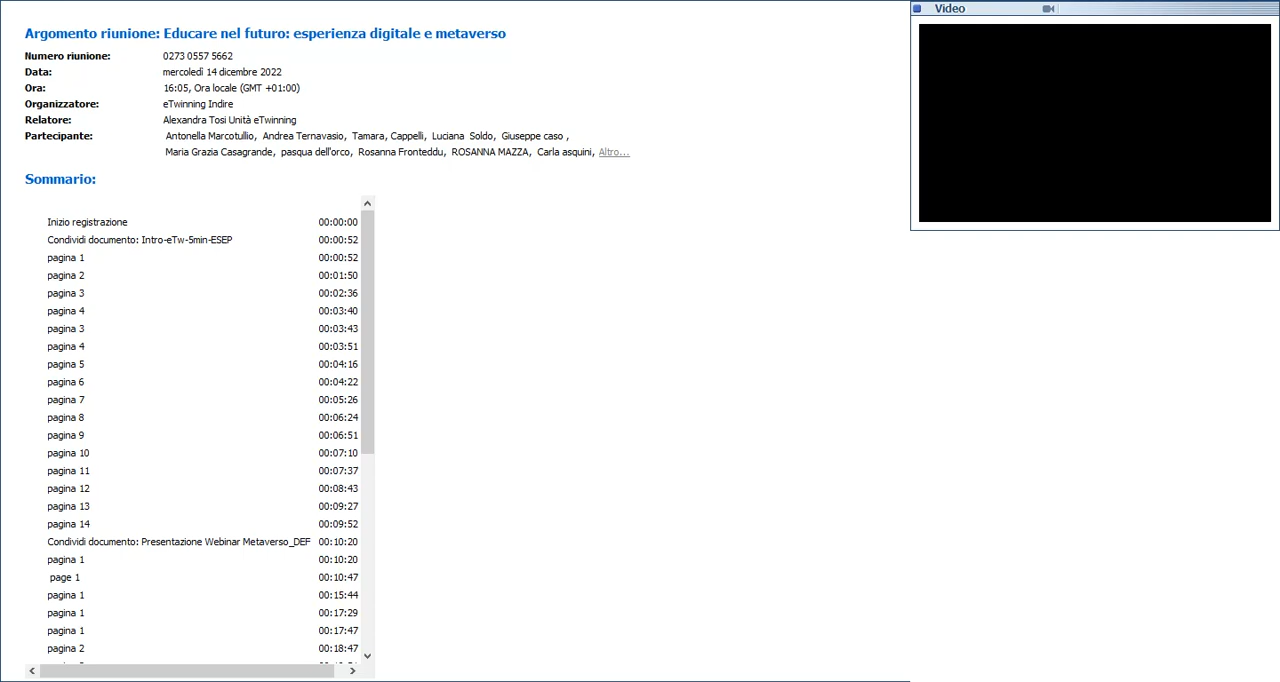 Video
Argomento riunione: Educare nel futuro: esperienza digitale e metaverso
Numero riunione: 0273 0557 5662
Data: mercoledì 14 dicembre 2022
Ora: 16:05, Ora locale (GMT +01:00)
Organizzatore: eTwinning Indire
Relatore: Alexandra Tosi Unità eTwinning
Partecipante: Antonella Marcotullio, Andrea Ternavasio, Tamara, Cappelli, Luciana Soldo, Giuseppe caso ,
Maria Grazia Casagrande, pasqua dell'orco, Rosanna Fronteddu, ROSANNA MAZZA, Carla asquini, Altro...
Sommario:
Inizio registrazione 00:00:00
Condividi documento: Intro-eTw-5min-ESEP 00:00:52
pagina 1 00:00:52
pagina 2 00:01:50
pagina 3 00:02:36
pagina 4 00:03:40
pagina 3 00:03:43
pagina 4 00:03:51
pagina 5 00:04:16
pagina 6 00:04:22
pagina 7 00:05:26
pagina 8 00:06:24
pagina 9 00:06:51
pagina 10 00:07:10
pagina 11 00:07:37
pagina 12 00:08:43
pagina 13 00:09:27
pagina 14 00:09:52
Condividi documento: Presentazione Webinar Metaverso_DEF 00:10:20
pagina 1 00:10:20
page 1 00:10:47
pagina 1 00:15:44
pagina 1 00:17:29
pagina 1 00:17:47
pagina 2 00:18:47